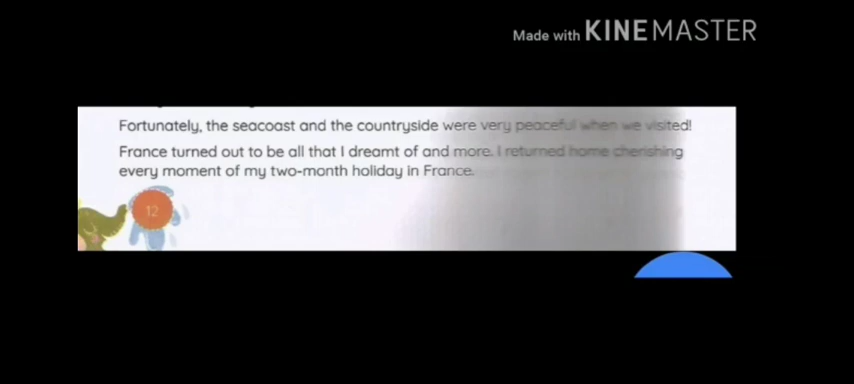 Made with KINEMASTER
Fortunately, the seacoast and the countryside were very peaceful when we visited!
France turned out to be all that I dreamt of and more. I returned home cherishing
every moment of my two-month holiday in France.
12